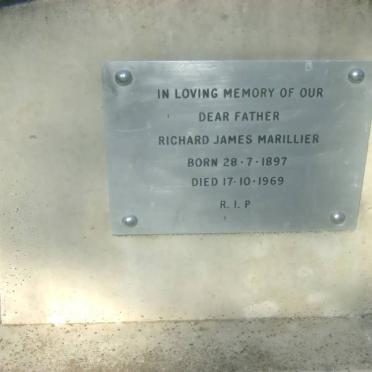 IN LOVING MEMORY OF OUR
DEAR FATHER
RICHARD JAMES MARILLIER
BORN 28·7·1897
DIED 17·10·1969
R. I. P